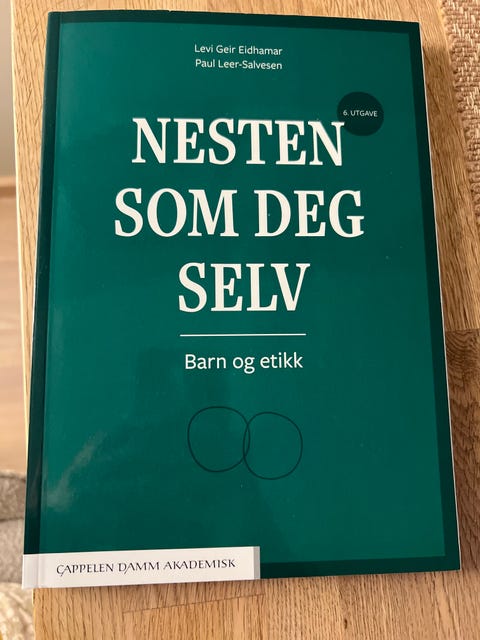 Levi Geir Eidhamar
Paul Leer-Salvesen
6. UTGAVE
NESTEN
SOM DEG
SELV
Barn og etikk
CAPPELEN DAMM AKADEMISK